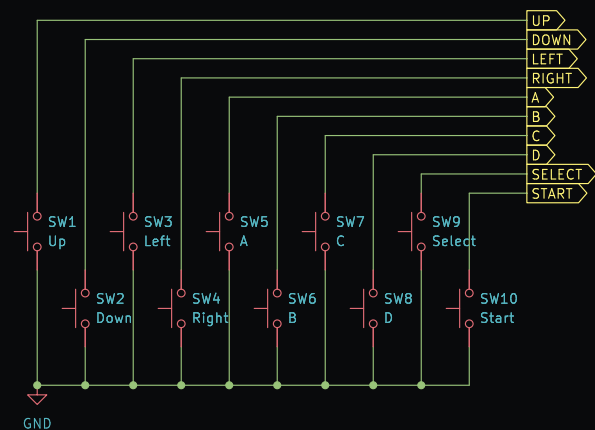 UP
DOWN
LEFT
RIGHT
A
B
C
D
SELECT
START
SW1
Up
SW3
Left
SW5
A
SW7
C
SW9
Select
SW2
Down
SW4
Right
SW6
B
SW8
D
SW10
Start
GND